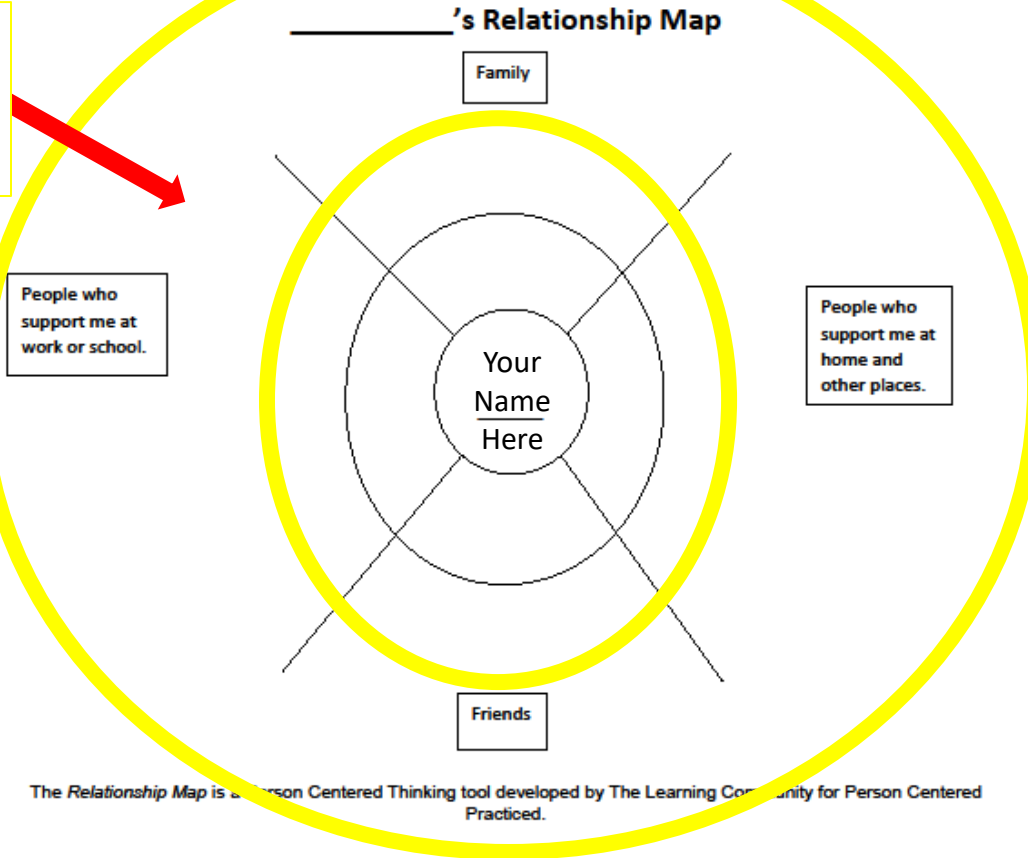 __________'s Relationship Map
Family
People who
support me at
work or school.
People who
support me at
home and
other places.
Your
Name
Here
Friends
The Relationship Map is a Person Centered Thinking tool developed by The Learning Community for Person Centered
Practiced.